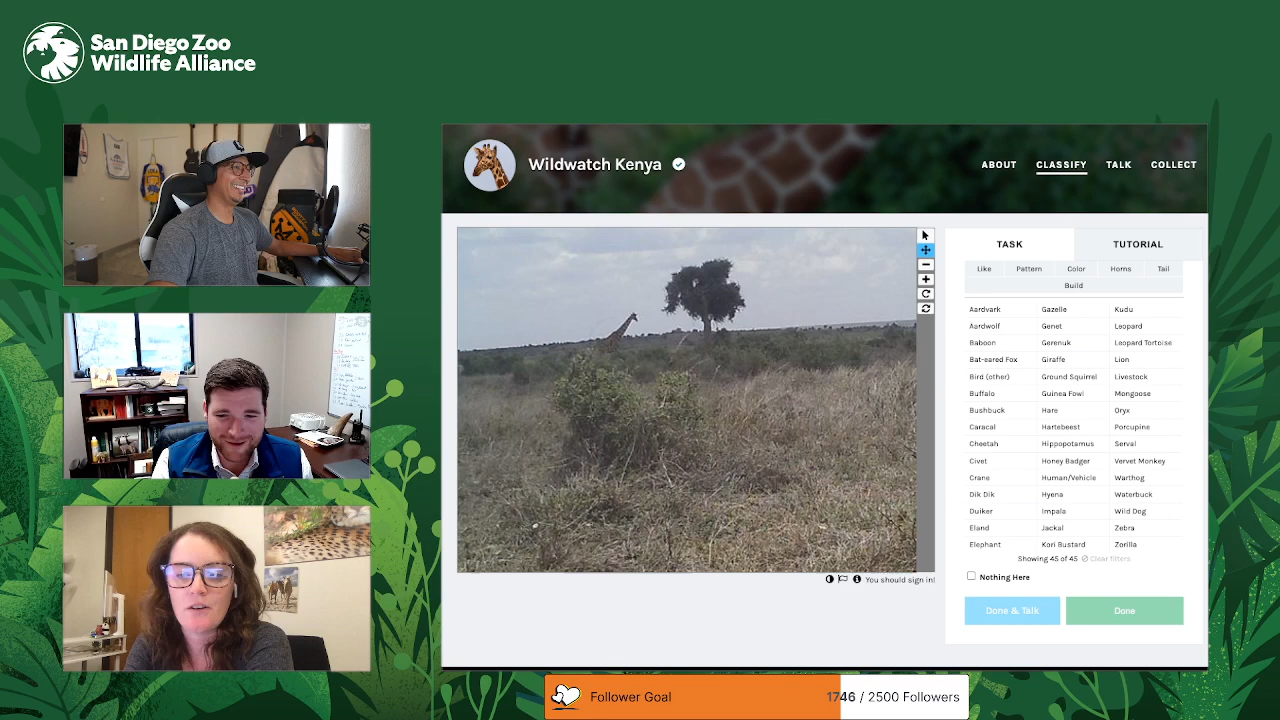 San Diego Zoo
Wildlife Alliance
Wildwatch Kenya
ABOUT CLASSIFY TALK COLLECT
TASK TUTORIAL
Like Pattern Color Horns Tail
Build
Aardvark Gazelle Kudu
Aardwolf Genet Leopard
Baboon Gerenuk Leopard Tortoise
Bat-eared Fox Giraffe Lion
Bird (other) Ground Squirrel Livestock
Buffalo Guinea Fowl Mongoose
Bushbuck Hare Oryx
Caracal Hartebeest Porcupine
Cheetah Hippopotamus Serval
Civet Honey Badger Vervet Monkey
Crane Human/Vehicle Warthog
Dik Dik Hyena Waterbuck
Duiker Impala Wild Dog
Eland Jackal Zebra
Elephant Kori Bustard Zorilla
Showing 45 of 45 Clear filters
Nothing Here
You should sign in!
Done & Talk Done
Follower Goal 1746 / 2500 Followers